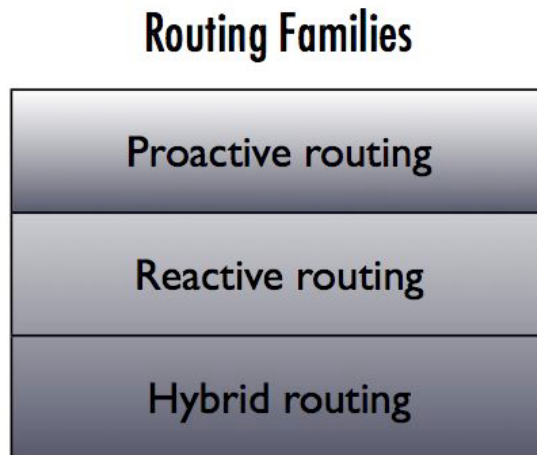 Routing Families
Proactive routing
Reactive routing
Hybrid routing